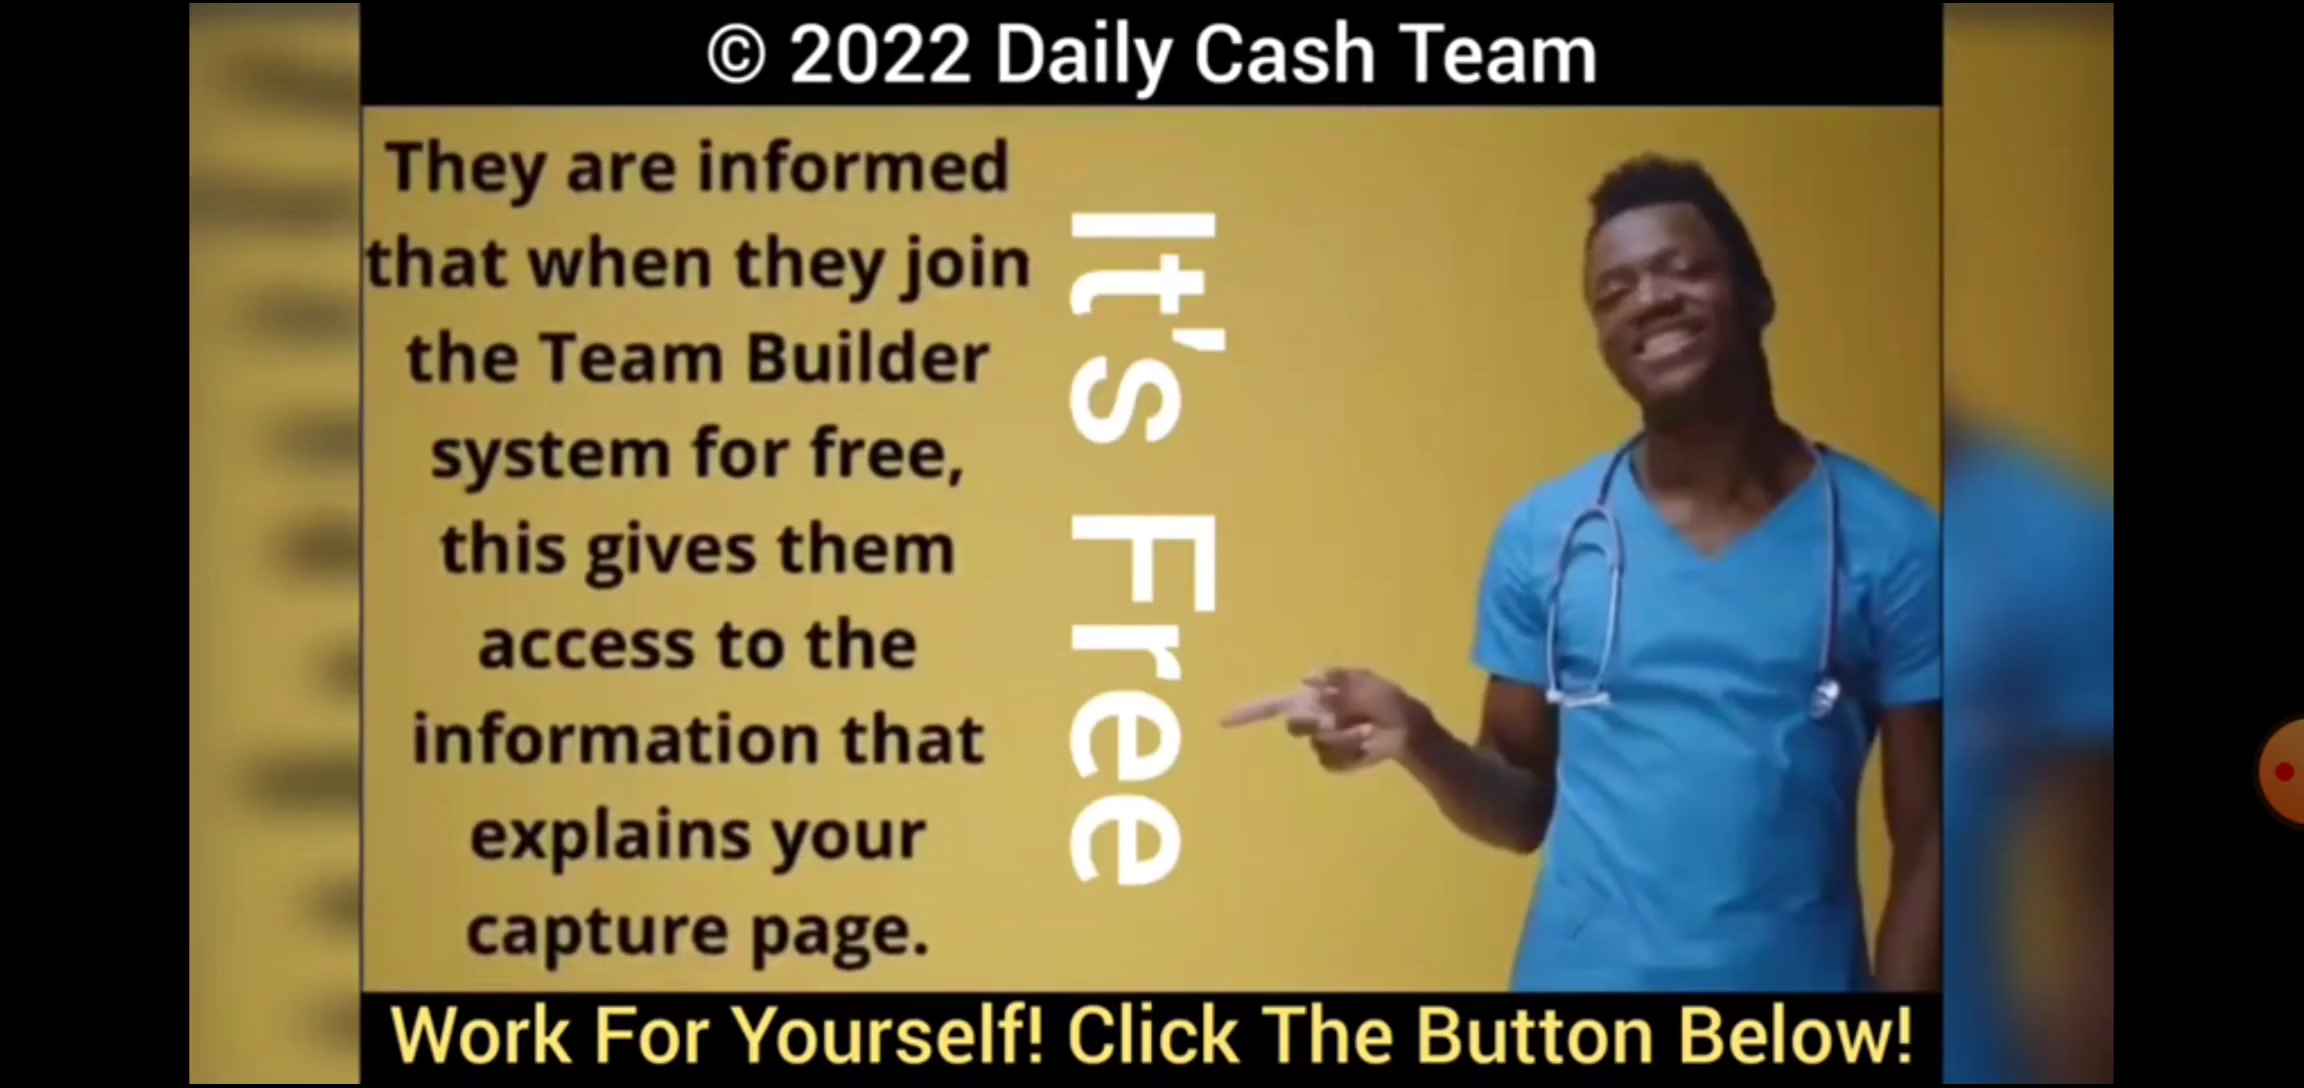 © 2022 Daily Cash Team
They are informed
that when they join
the Team Builder
system for free,
this gives them
access to the
information that
explains your
capture page.
It's Free
Work For Yourself! Click The Button Below!